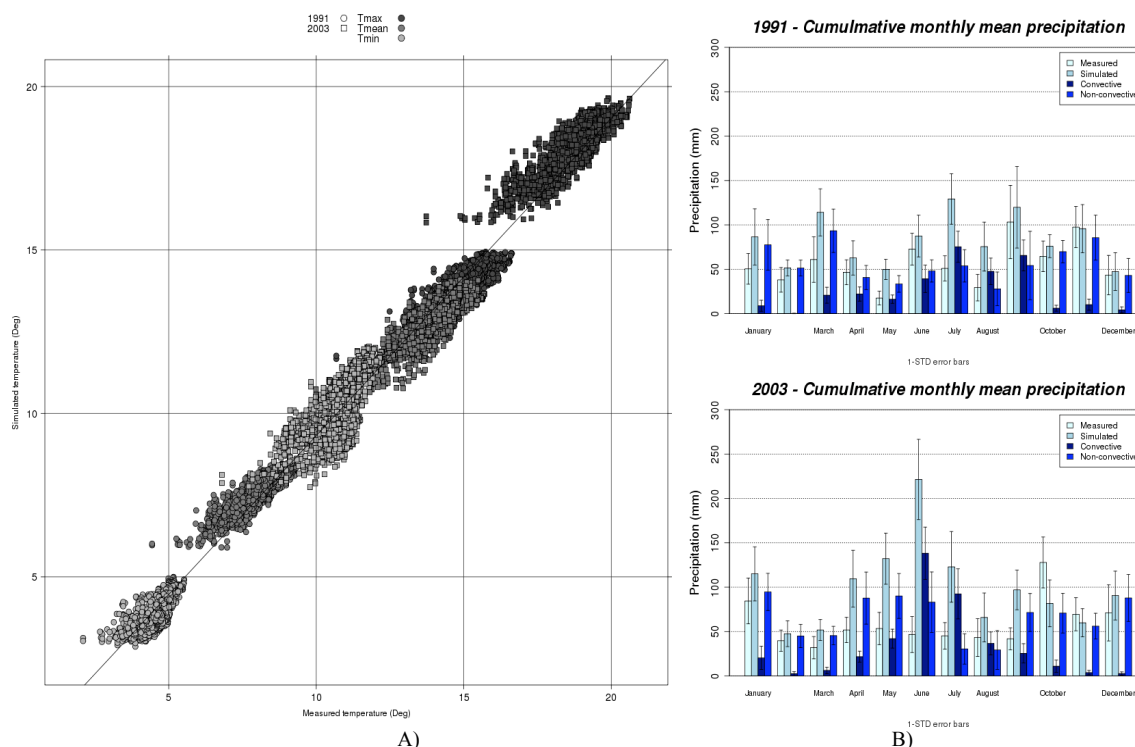 1991 Tmax
2003 Tmean
Tmin
20
15
10
5
5 10 15 20
Simulated temperature (Deg)
Measured temperature (Deg)
A)
1991 - Cumulmative monthly mean precipitation
Measured
Simulated
Convective
Non-convective
300
250
200
150
100
50
0
Precipitation (mm)
January March April May June July August October December
1-STD error bars
2003 - Cumulmative monthly mean precipitation
Measured
Simulated
Convective
Non-convective
300
250
200
150
100
50
0
Precipitation (mm)
January March April May June July August October December
1-STD error bars
B)